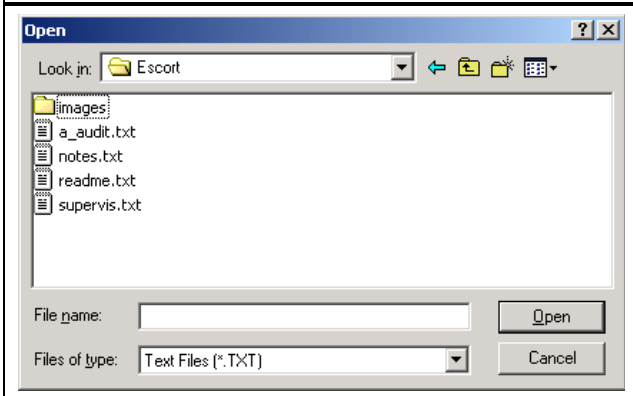 Open
Look in: Escort
images
a_audit.txt
notes.txt
readme.txt
supervis.txt
File name: Open
Files of type: Text Files (*.TXT) Cancel